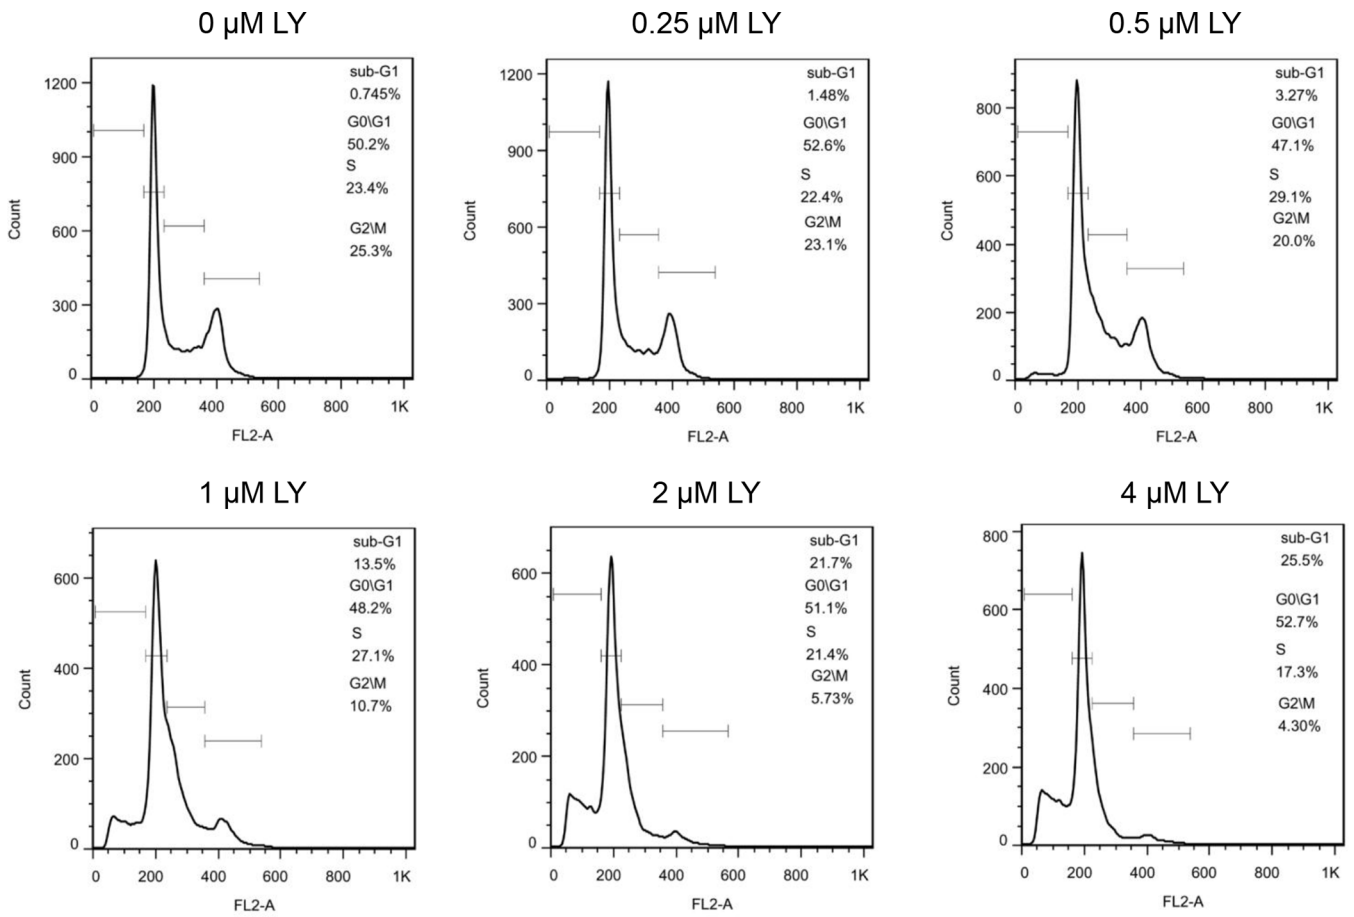 0 µM LY
sub-G1
0.745%
G0\G1
50.2%
S
23.4%
G2\M
25.3%
1200
900
600
300
0
Count
0 200 400 600 800 1K
FL2-A
0.25 µM LY
sub-G1
1.48%
G0\G1
52.6%
S
22.4%
G2\M
23.1%
1200
900
600
300
0
Count
0 200 400 600 800 1K
FL2-A
0.5 µM LY
sub-G1
3.27%
G0\G1
47.1%
S
29.1%
G2\M
20.0%
800
600
400
200
0
Count
0 200 400 600 800 1K
FL2-A
1 µM LY
sub-G1
13.5%
G0\G1
48.2%
S
27.1%
G2\M
10.7%
600
400
200
0
Count
0 200 400 600 800 1K
FL2-A
2 µM LY
sub-G1
21.7%
G0\G1
51.1%
S
21.4%
G2\M
5.73%
600
400
200
0
Count
0 200 400 600 800 1K
FL2-A
4 µM LY
sub-G1
25.5%
G0\G1
52.7%
S
17.3%
G2\M
4.30%
800
600
400
200
0
Count
0 200 400 600 800 1K
FL2-A